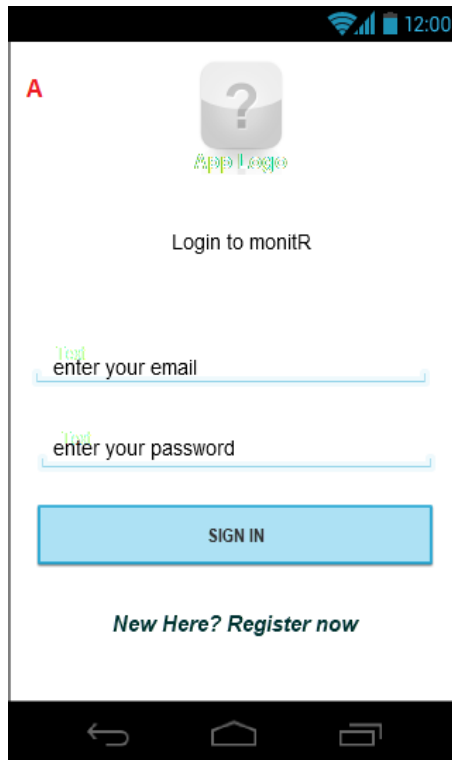 12:00
A
?
App Logo
Login to monitR
Text
enter your email
Text
enter your password
SIGN IN
New Here? Register now